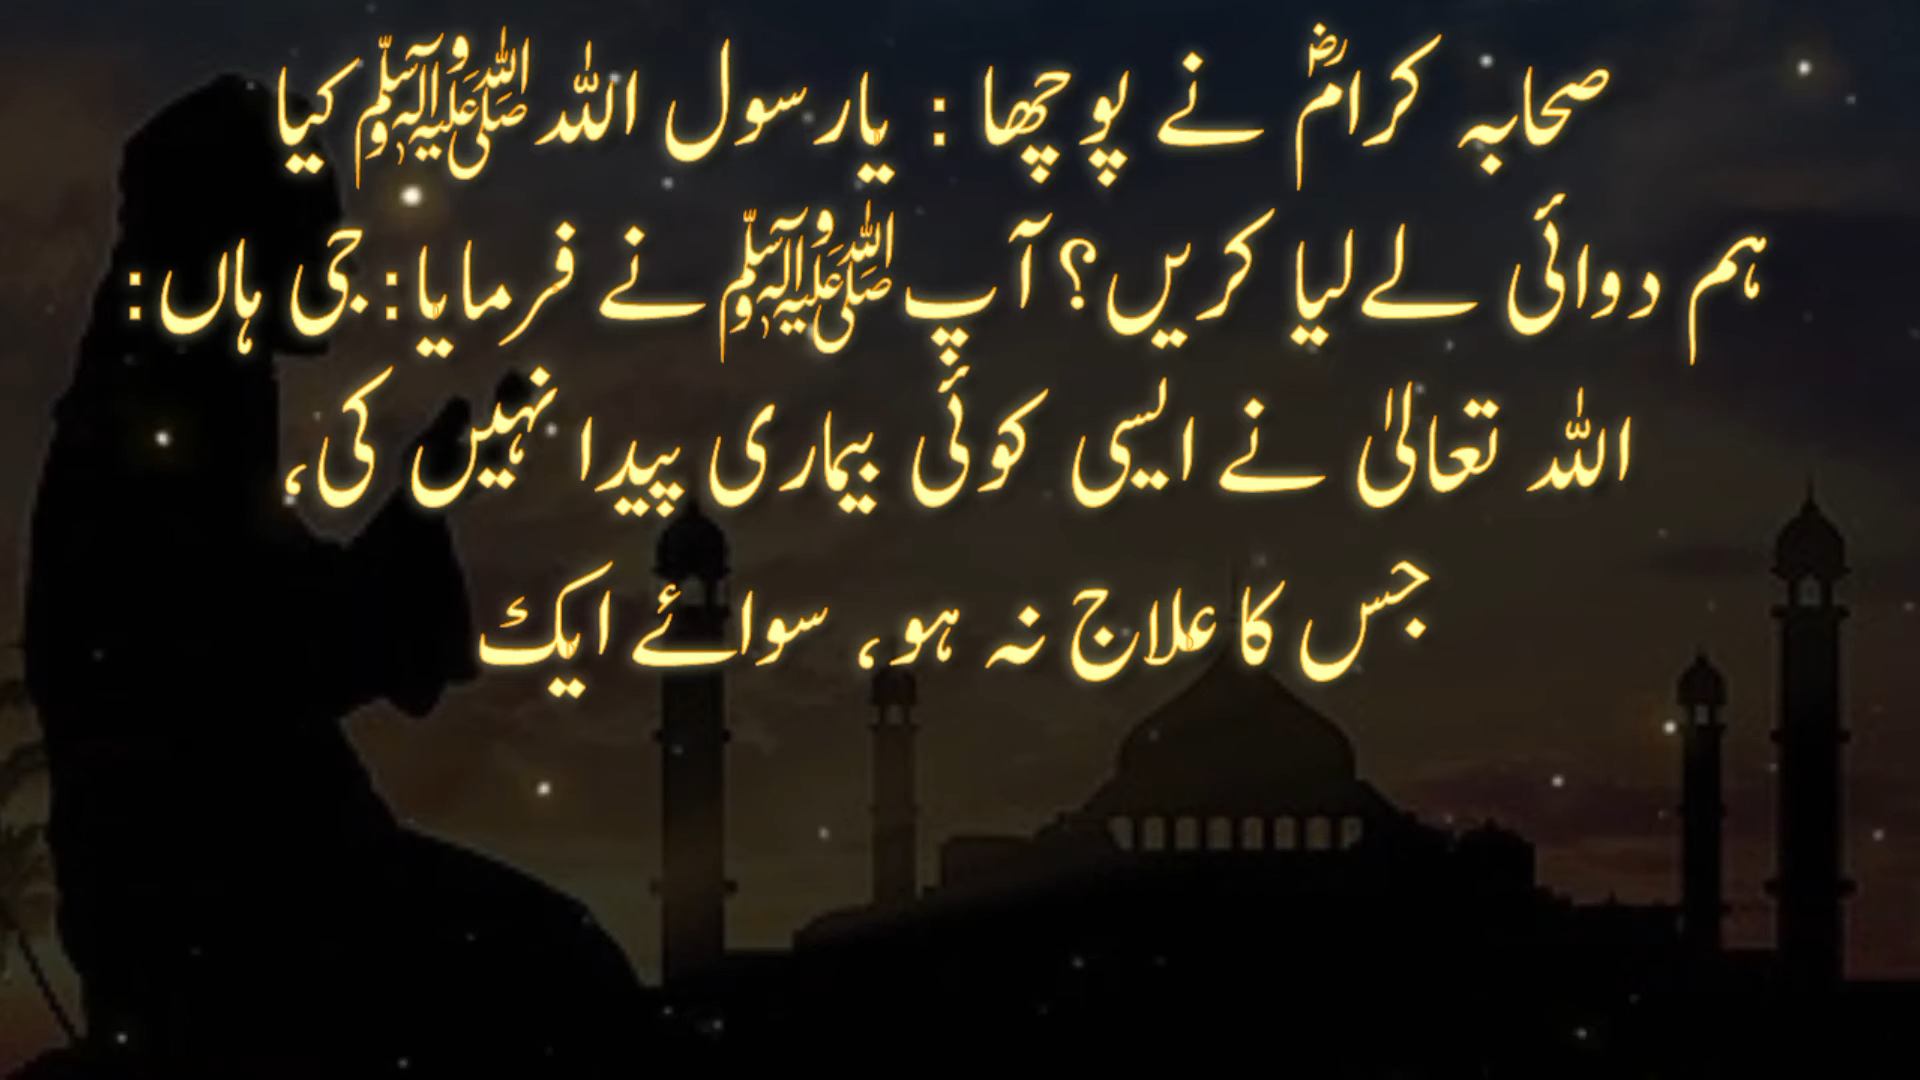 صحابہ کرامؓ نے پوچھا : یارسول اللہ ﷺ کیا
ہم دوائی لے لیا کریں؟ آپ ﷺ نے فرمایا: جی ہاں:
اللہ تعالیٰ نے ایسی کوئی بیماری پیدا نہیں کی،
جس کا علاج نہ ہو، سوائے ایک